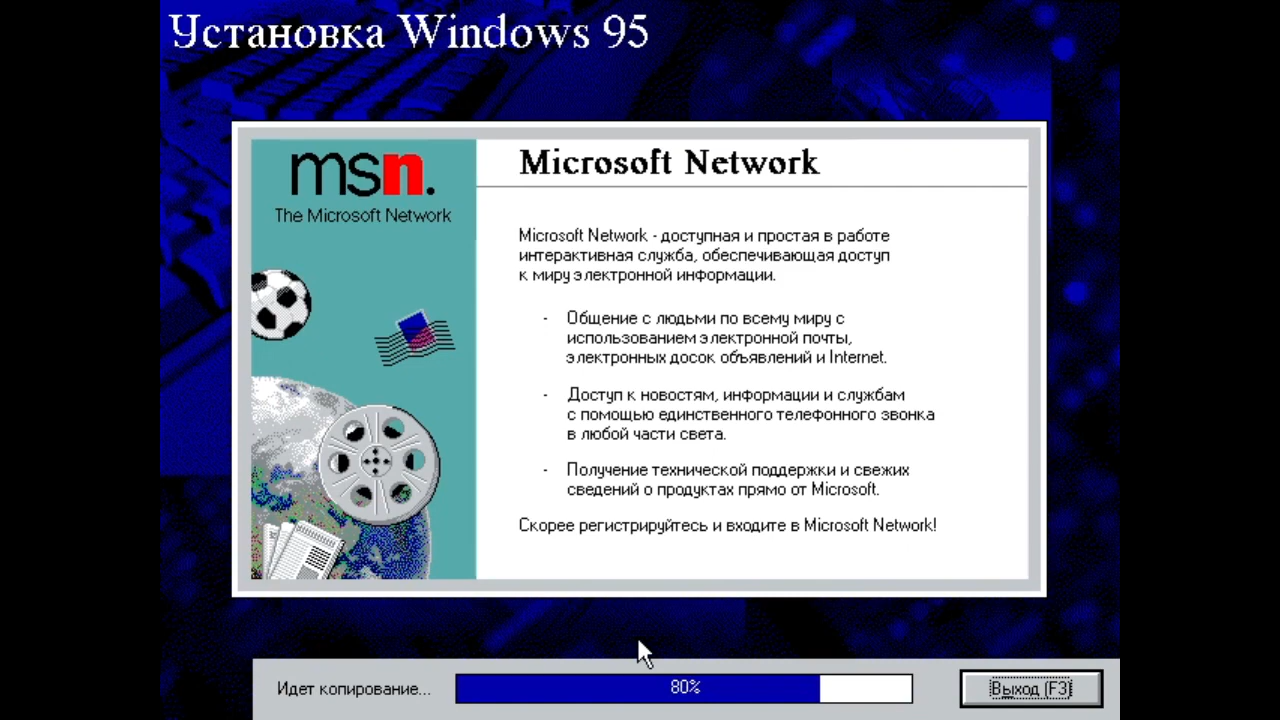 Установка Windows 95
msn.
The Microsoft Network
Microsoft Network
Microsoft Network - доступная и простая в работе
интерактивная служба, обеспечивающая доступ
к миру электронной информации.
- Общение с людьми по всему миру с
использованием электронной почты,
электронных досок объявлений и Internet.
- Доступ к новостям, информации и службам
с помощью единственного телефонного звонка
в любой части света.
- Получение технической поддержки и свежих
сведений о продуктах прямо от Microsoft.
Скорее регистрируйтесь и входите в Microsoft Network!
Идет копирование...
80%
Выход (F3)